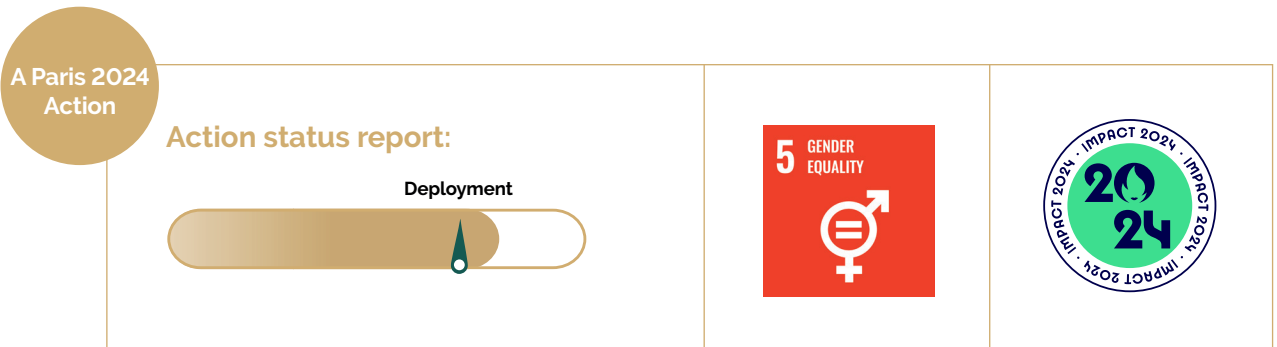 A Paris 2024
Action
Action status report:
Deployment
5 GENDER
EQUALITY
IMPACT 2024 · IMPACT 2024 · IMPACT 2024 · IMPACT 2024 ·
20
24